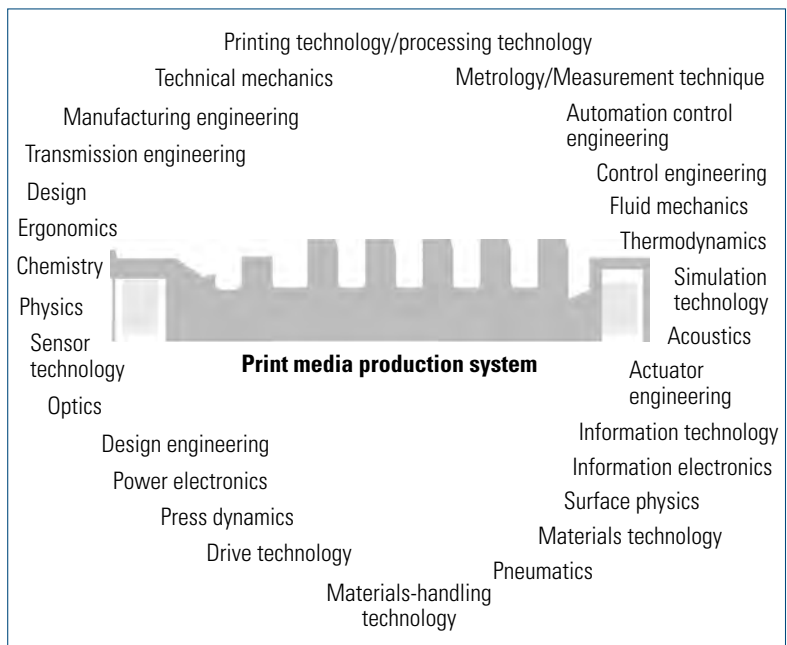 Printing technology/processing technology
Technical mechanics
Metrology/Measurement technique
Manufacturing engineering
Automation control
engineering
Transmission engineering
Control engineering
Design
Fluid mechanics
Ergonomics
Thermodynamics
Chemistry
Simulation
technology
Physics
Acoustics
Sensor
technology
Print media production system
Actuator
engineering
Optics
Information technology
Design engineering
Information electronics
Power electronics
Surface physics
Press dynamics
Materials technology
Drive technology
Pneumatics
Materials-handling
technology